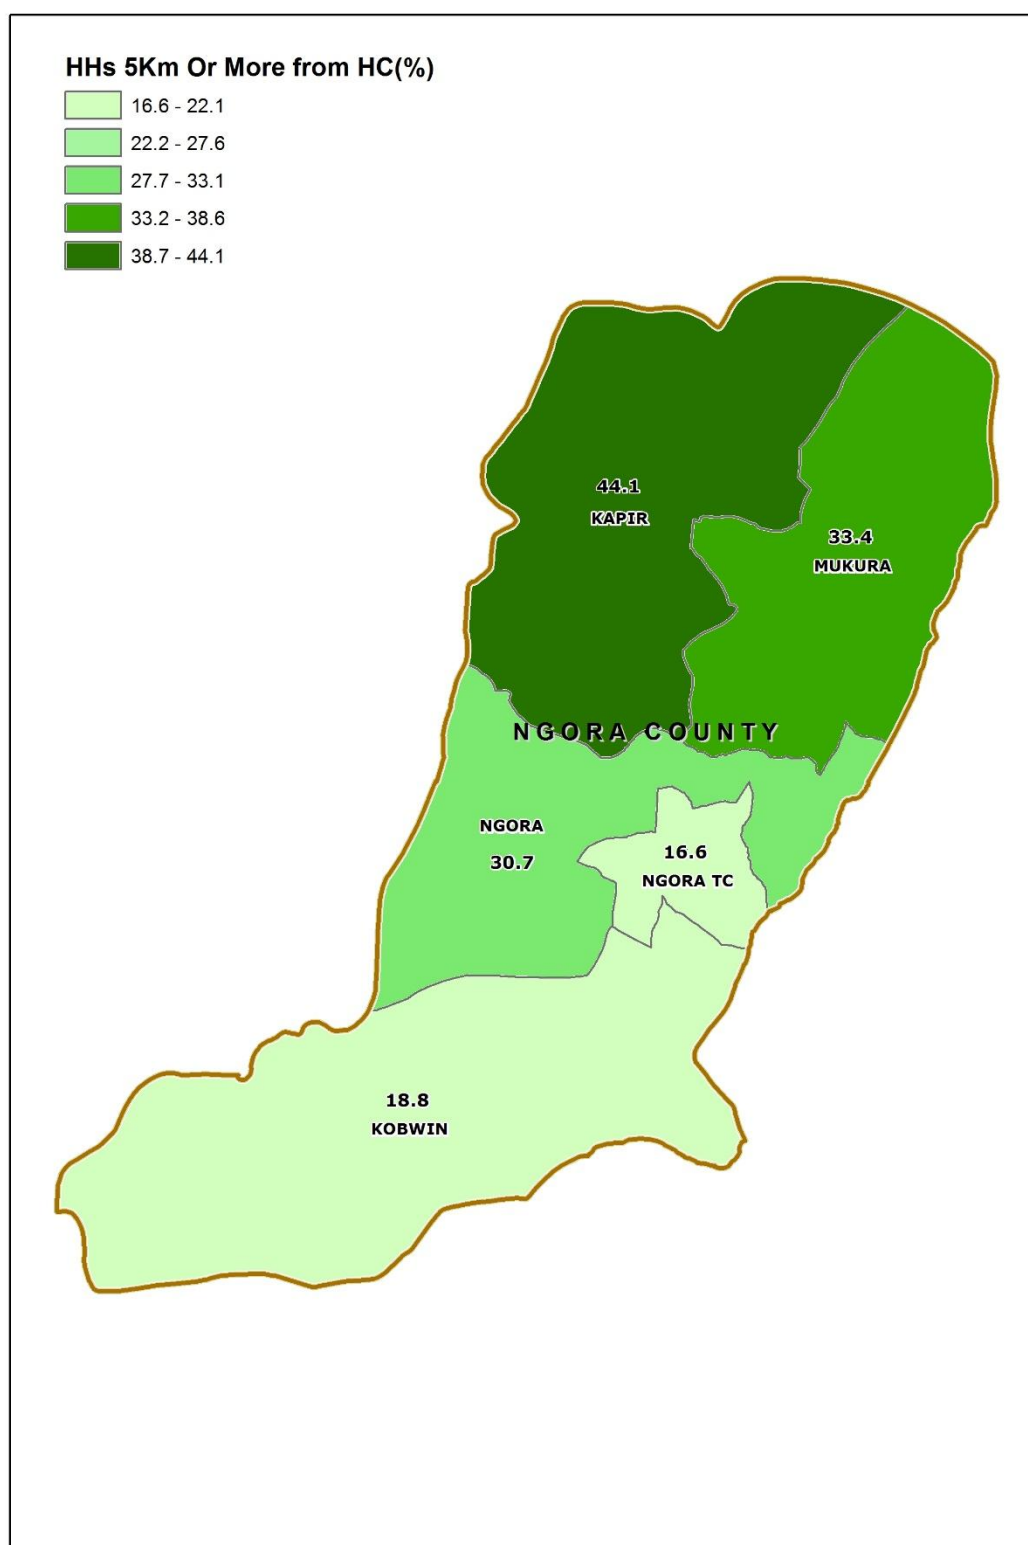 HHs 5Km Or More from HC(%)
16.6 - 22.1
22.2 - 27.6
27.7 - 33.1
33.2 - 38.6
38.7 - 44.1
44.1
KAPIR
33.4
MUKURA
NGORA COUNTY
NGORA
30.7
16.6
NGORA TC
18.8
KOBWIN